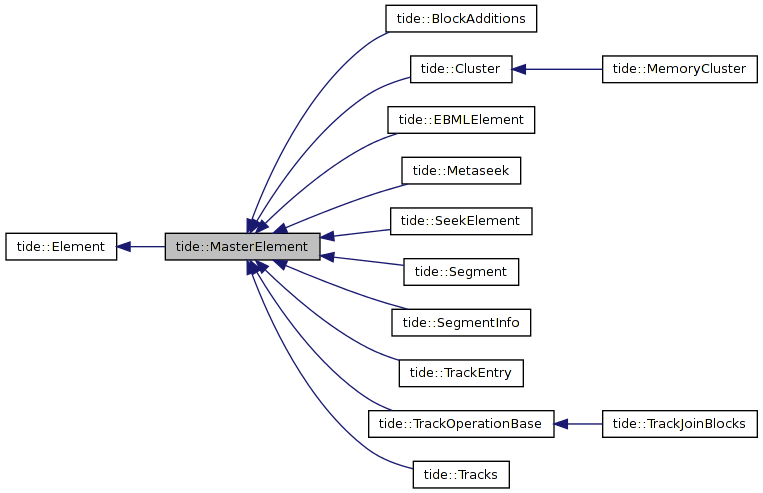 tide::BlockAdditions
tide::Cluster
tide::MemoryCluster
tide::EBMLElement
tide::Metaseek
tide::SeekElement
tide::Element
tide::MasterElement
tide::Segment
tide::SegmentInfo
tide::TrackEntry
tide::TrackOperationBase
tide::TrackJoinBlocks
tide::Tracks